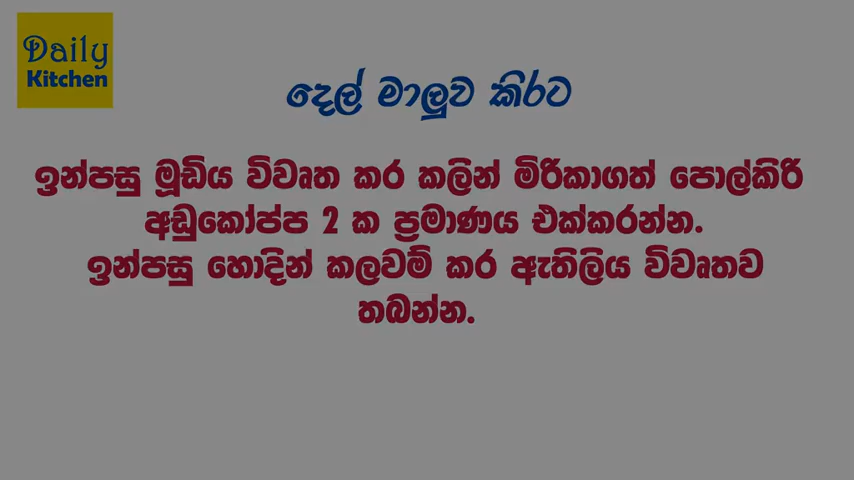 Daily
Kitchen
දෙල් මාලුව කිරට
ඉන්පසු මූඩිය විවෘත කර කලින් මිරිකාගත් පොල්කිරි
අඩුකෝප්ප 2 ක ප්‍රමාණය එක්කරන්න.
ඉන්පසු හොදින් කලවම් කර ඇතිලිය විවෘතව
තබන්න.